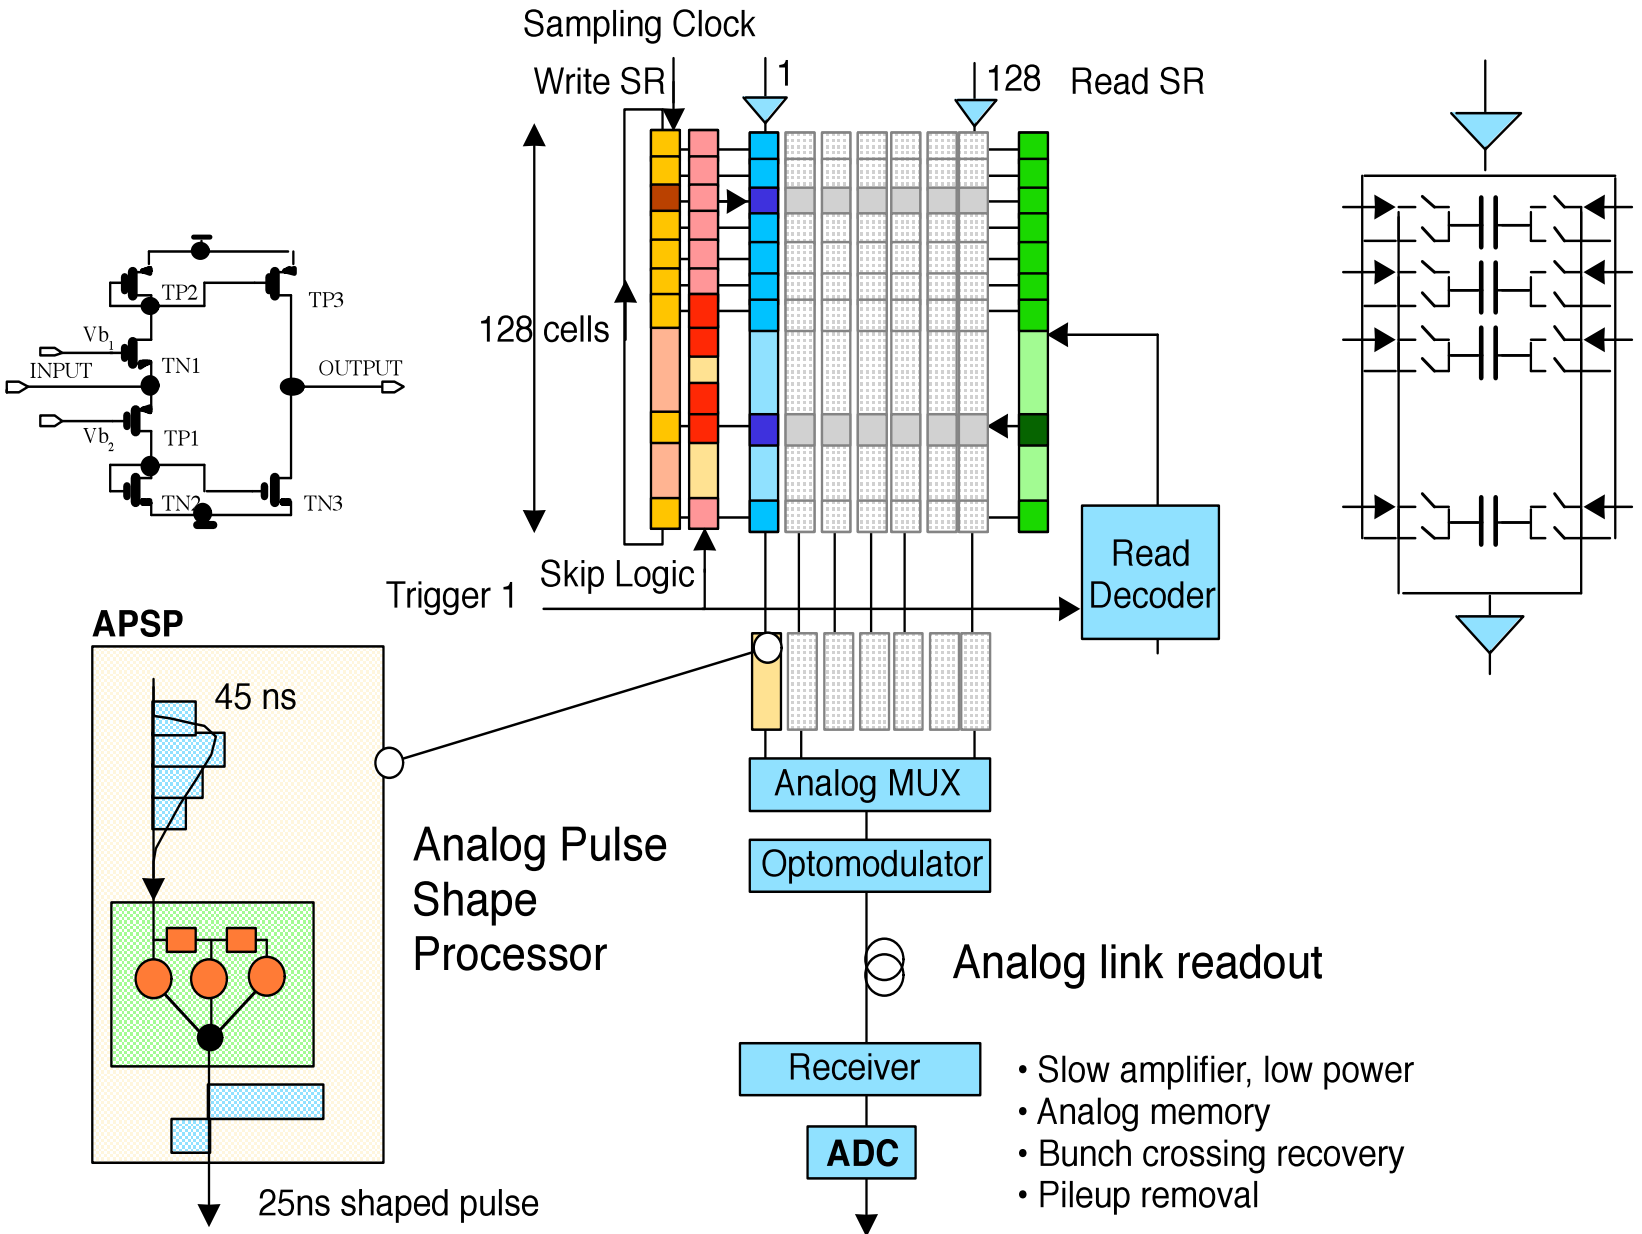 Sampling Clock
Write SR
1
128
Read SR
128 cells
TP2
TP3
Vb1
TN1
INPUT
OUTPUT
Vb2
TP1
TN2
TN3
Skip Logic
Trigger 1
Read
Decoder
APSP
45 ns
Analog Pulse
Shape
Processor
Analog MUX
Optomodulator
Analog link readout
Receiver
ADC
• Slow amplifier, low power
• Analog memory
• Bunch crossing recovery
• Pileup removal
25ns shaped pulse